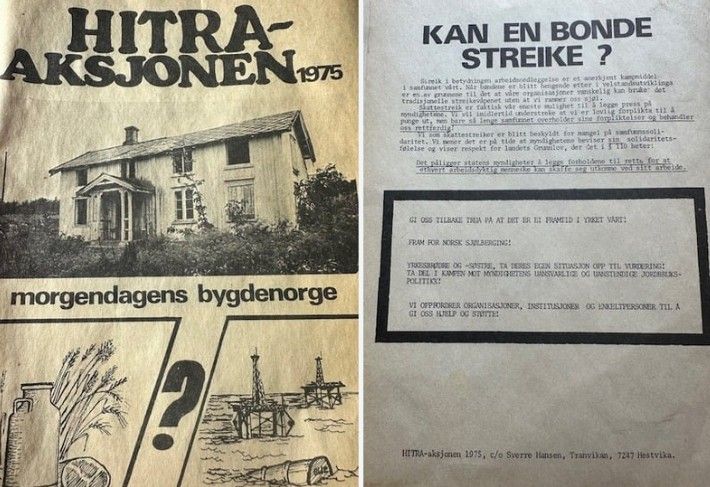 HITRA-
AKSJONEN 1975
morgendagens bygdenorge
?
KAN EN BONDE
STREIKE ?
Streik i betydningen arbeidsnedleggelse er et anerkjent kampmiddel
i samfunnet vårt. Når bøndene er blitt hengende etter i velstandsutviklinga
er en av grunnene til det at våre organisasjoner vanskelig kan bruke det
tradisjonelle streikevåpenet uten at vi rammer oss sjøl.
Skattestreik er faktisk vår eneste mulighet til å legge press på
myndighetene. Vi vil imidlertid understreke at vi er lovlig forplikta til å
punge ut, men bare så lenge samfunnet overholder sine forpliktelser og behandler
oss rettferdig!
Vi som skattestreiker er blitt beskyldt for mangel på samfunnssoli-
daritet. Vi mener det er på tide at myndighetene beviser sin solidaritets-
følelse og viser respekt for landets Grunnlov, der det i § 110 heter:
Det påligger statens myndigheter å legge forholdene til rette for at
ethvert arbeidsdyktig menneske kan skaffe seg utkomme ved sitt arbeide.
GI OSS TILBAKE TRUA PÅ AT DET ER EI FRAMTID I YRKET VÅRT!
FRAM FOR NORSK SJØLBERGING!
YRKESBRØDRE OG -SØSTRE, TA DERES EGEN SITUASJON OPP TIL VURDERING!
TA DEL I KAMPEN MOT MYNDIGHETENS UANSVARLIGE OG UANSTENDIGE JORDBRUKS-
POLITIKK!
VI OPPFORDRER ORGANISASJONER, INSTITUSJONER OG ENKELTPERSONER TIL Å
GI OSS HJELP OG STØTTE!
HITRA-aksjonen 1975, c/o Sverre Hansen, Tranvikan, 7247 Hestvika.